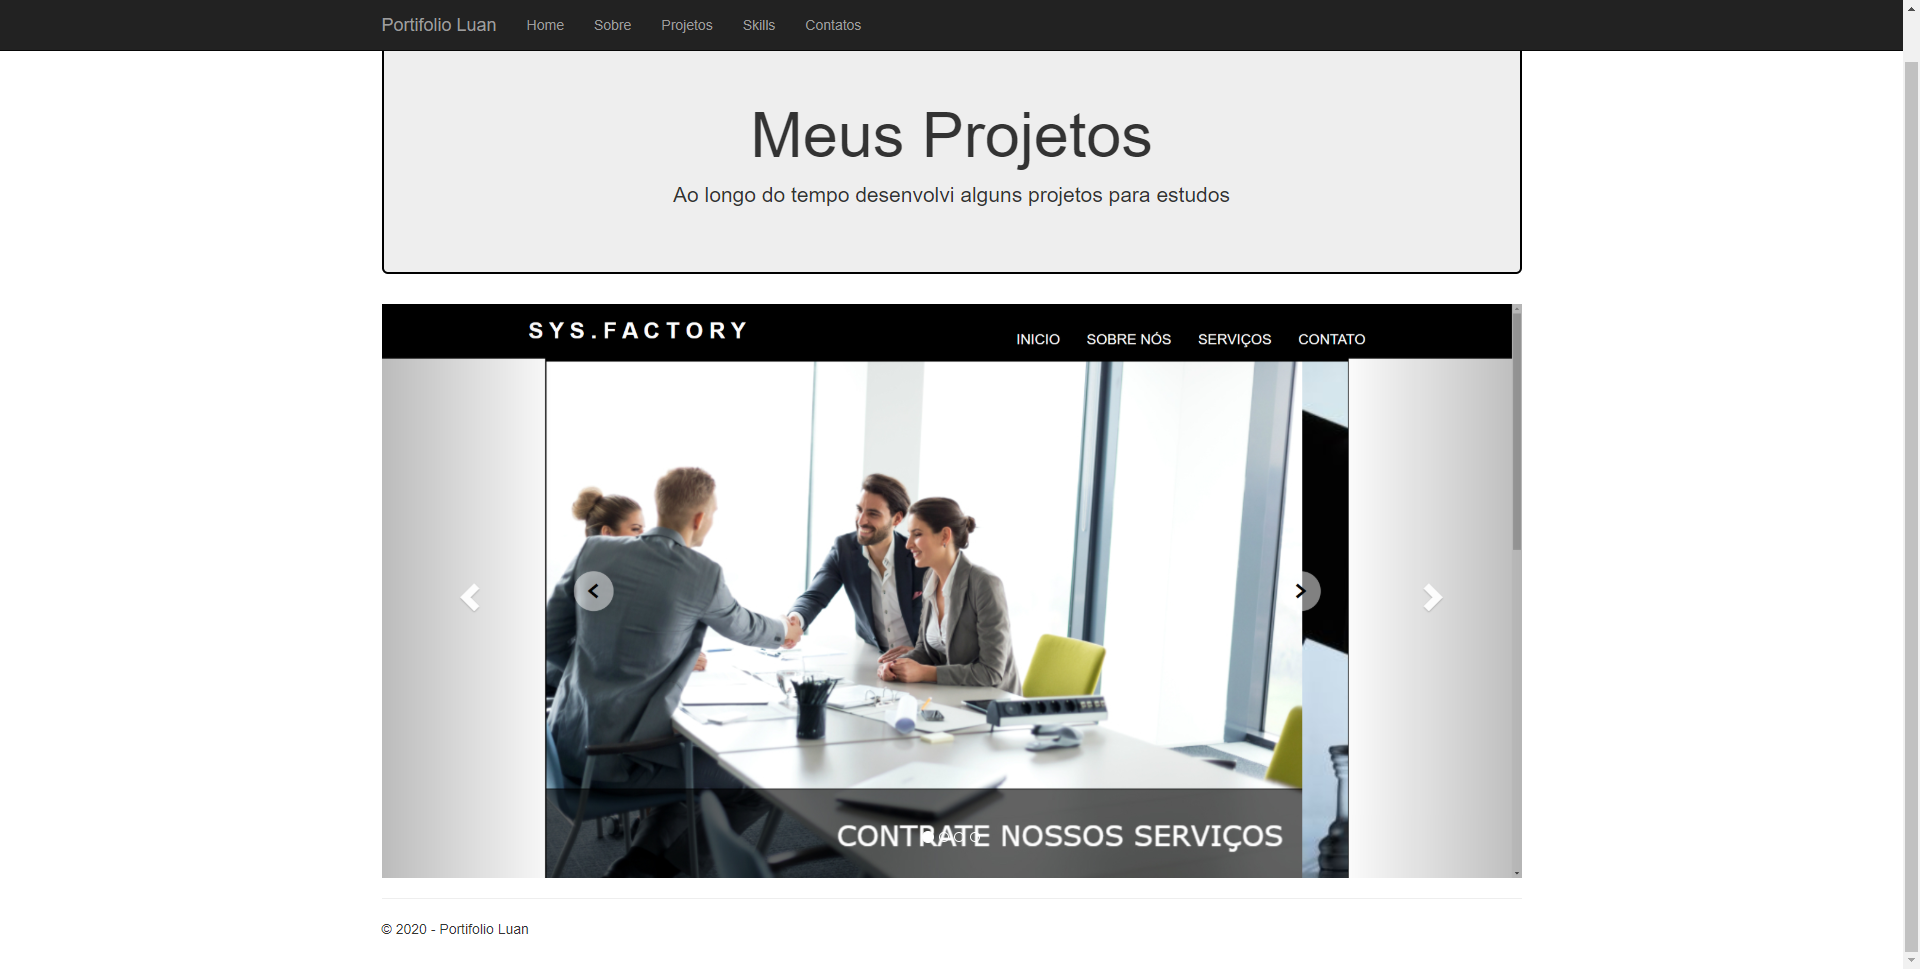 Portifolio Luan Home Sobre Projetos Skills Contatos
Meus Projetos
Ao longo do tempo desenvolvi alguns projetos para estudos
SYS.FACTORY
INICIO SOBRE NÓS SERVIÇOS CONTATO
CONTRATE NOSSOS SERVIÇOS
© 2020 - Portifolio Luan